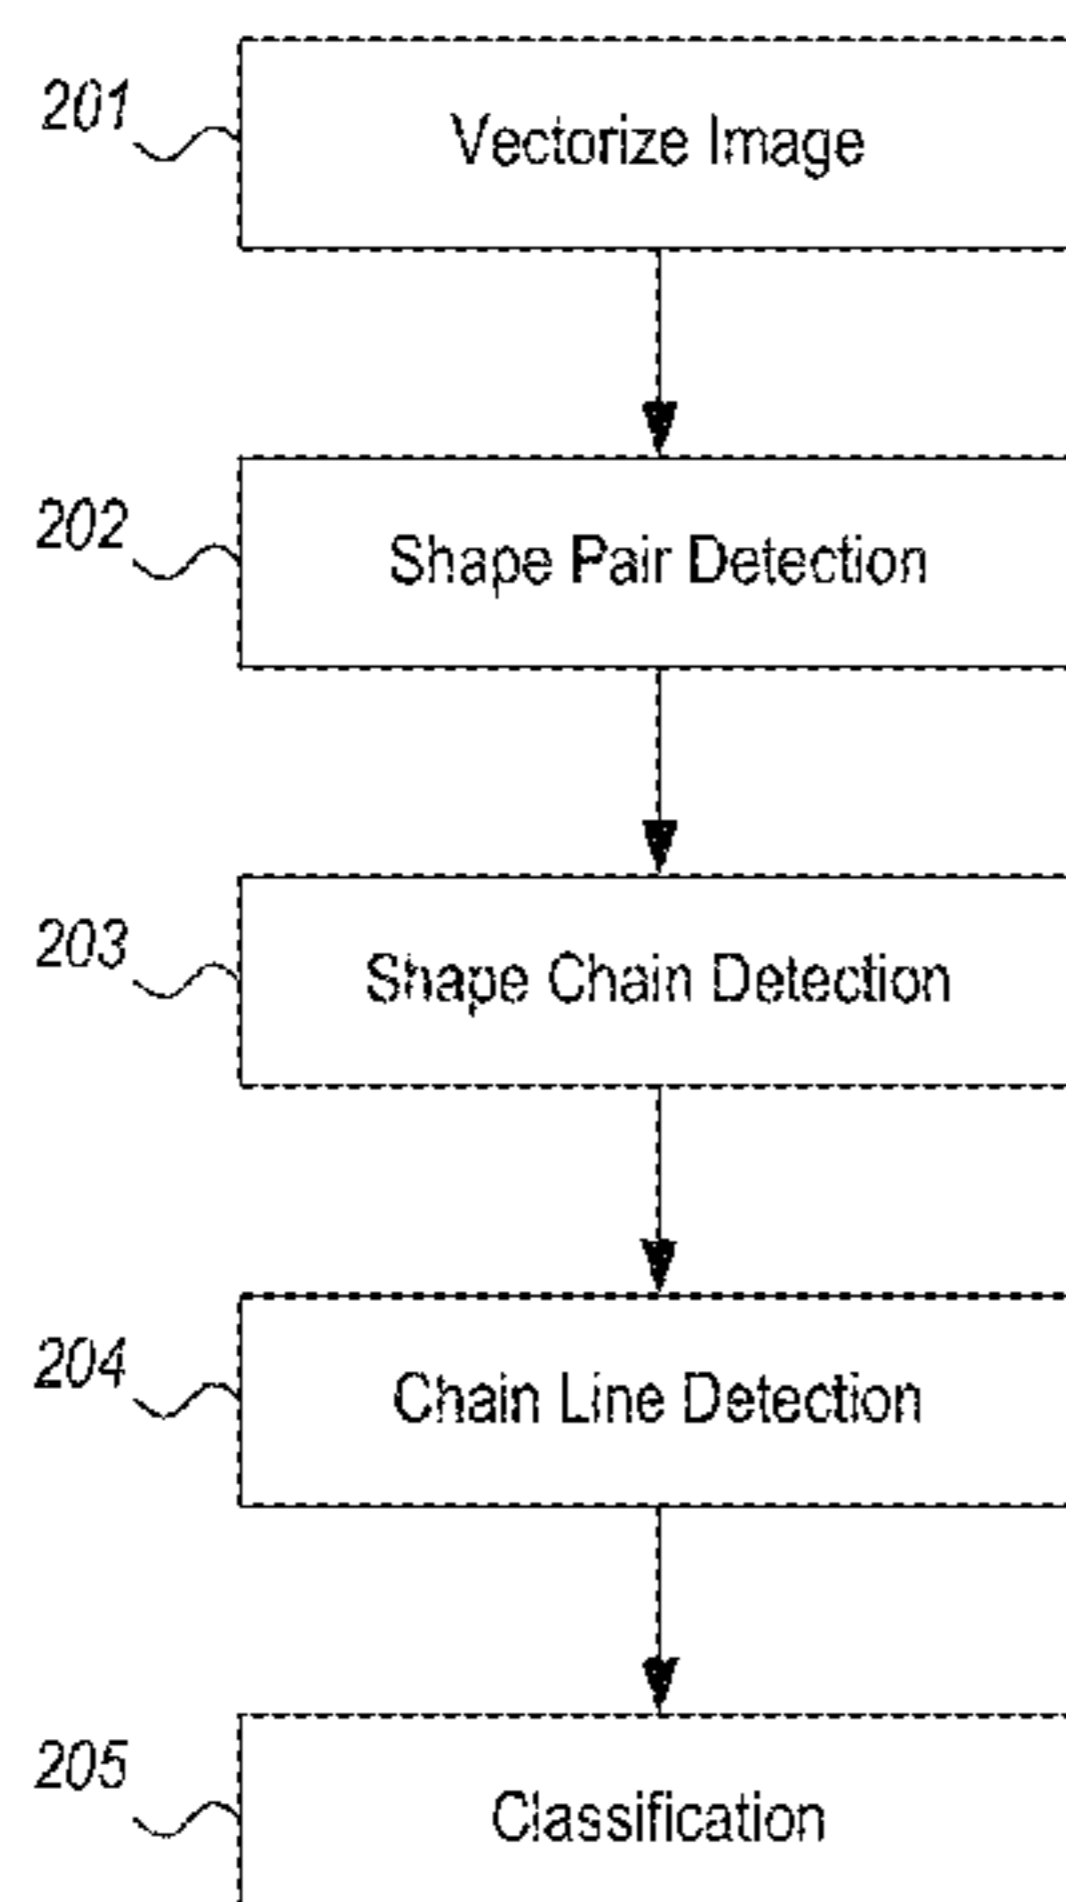 201
Vectorize Image
202
Shape Pair Detection
203
Shape Chain Detection
204
Chain Line Detection
205
Classification